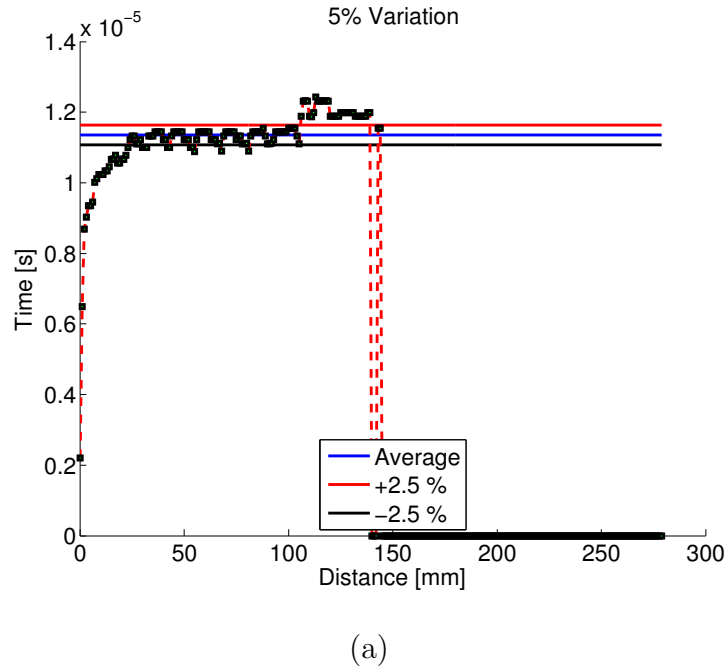 5% Variation
x 10⁻⁵
1.4
1.2
1
0.8
0.6
0.4
0.2
0
Time [s]
Average
+2.5 %
−2.5 %
0 50 100 150 200 250 300
Distance [mm]
(a)